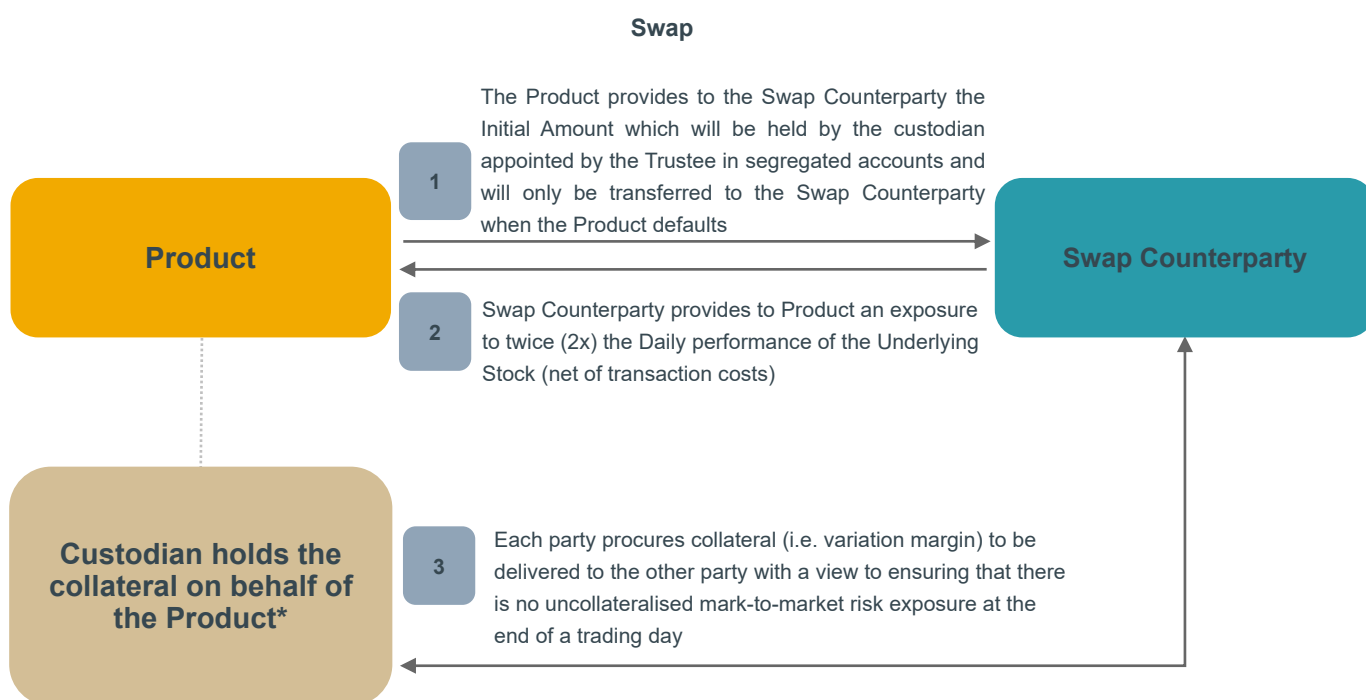 Swap
The Product provides to the Swap Counterparty the
Initial Amount which will be held by the custodian
appointed by the Trustee in segregated accounts and
will only be transferred to the Swap Counterparty
when the Product defaults
1
Product
Swap Counterparty
2
Swap Counterparty provides to Product an exposure
to twice (2x) the Daily performance of the Underlying
Stock (net of transaction costs)
Custodian holds the
collateral on behalf of
the Product*
3
Each party procures collateral (i.e. variation margin) to be
delivered to the other party with a view to ensuring that there
is no uncollateralised mark-to-market risk exposure at the
end of a trading day